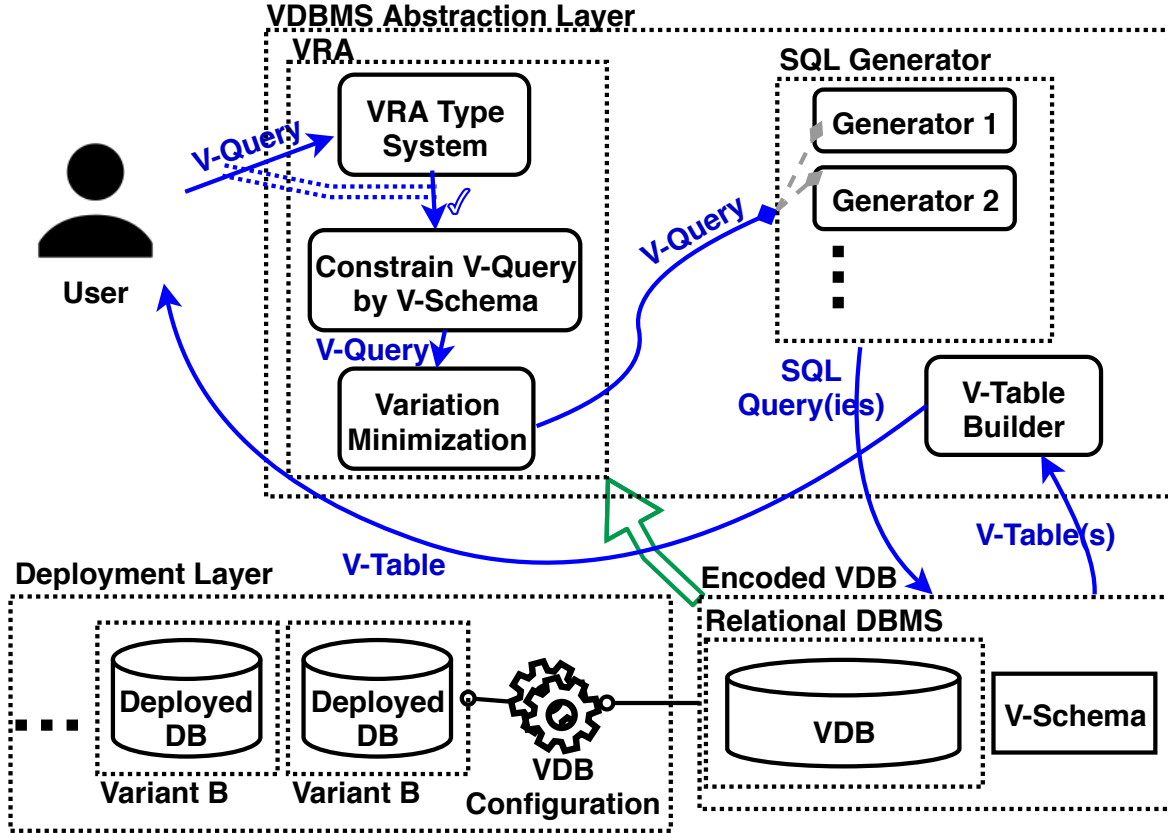 VDBMS Abstraction Layer
VRA
SQL Generator
VRA Type
System
Generator 1
V-Query
Generator 2
V-Query
Constrain V-Query
by V-Schema
User
V-Query
SQL
Query(ies)
V-Table
Builder
Variation
Minimization
V-Table(s)
V-Table
Deployment Layer
Encoded VDB
Relational DBMS
Deployed
DB
Deployed
DB
V-Schema
VDB
Variant B
Variant B
VDB
Configuration